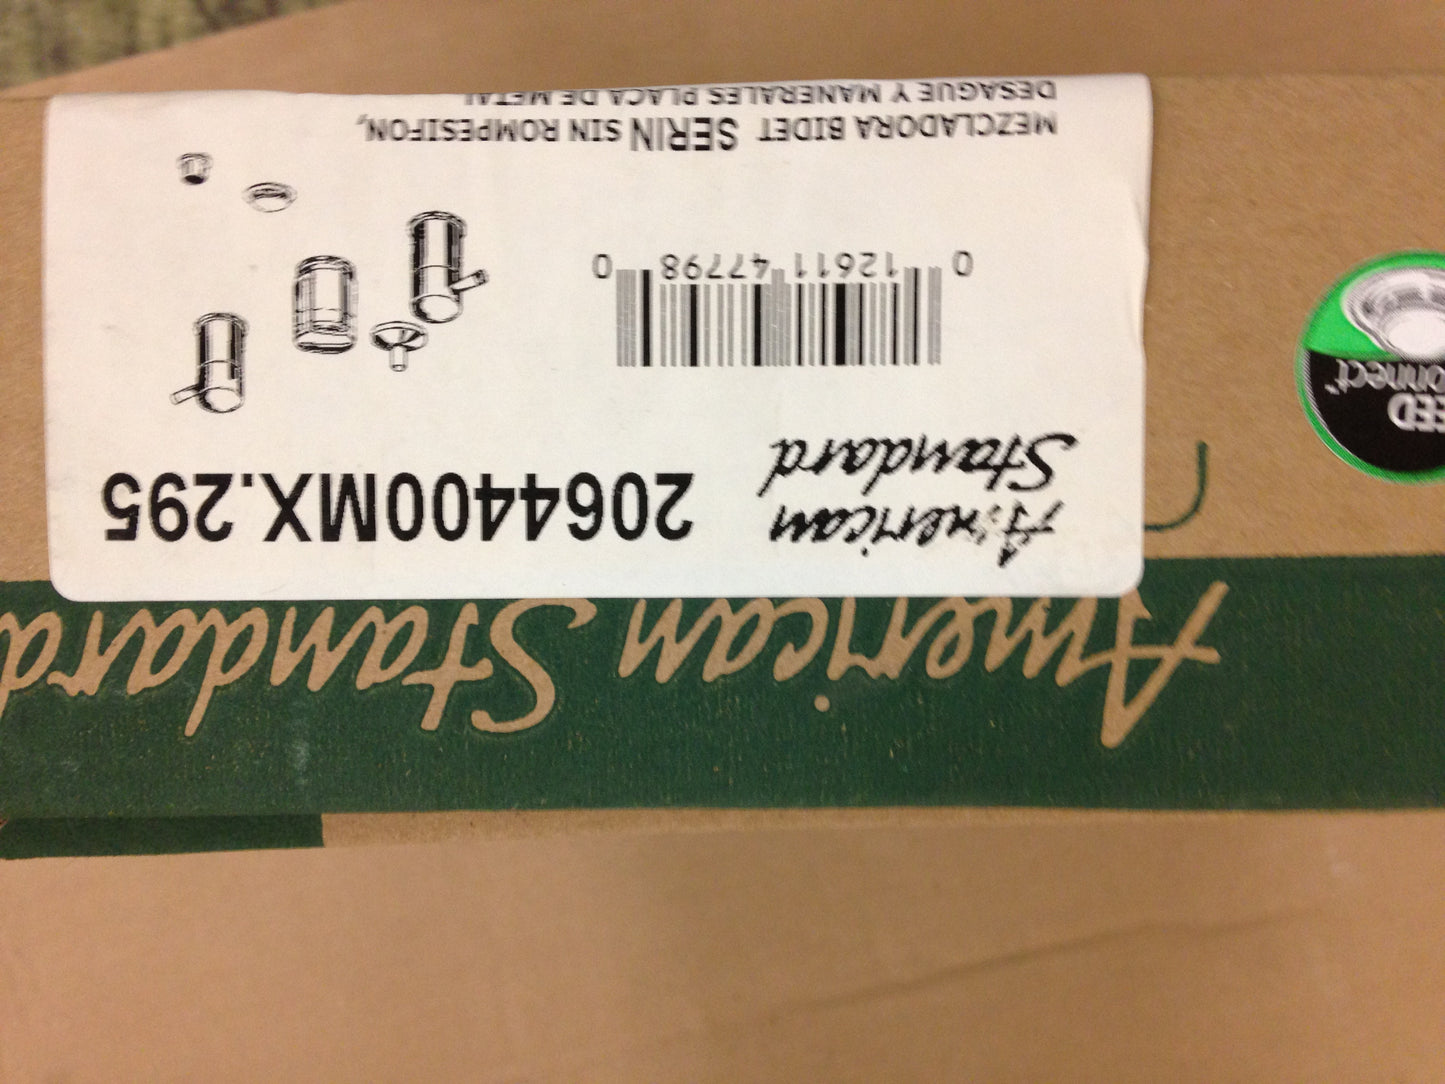 American Standard
American
Standard
2064400MX.295
0 12611 47798 0
MEZCLADORA BIDET SERIN SIN ROMPESIFON,
DESAGUE Y MANERALES PLACA DE METAL